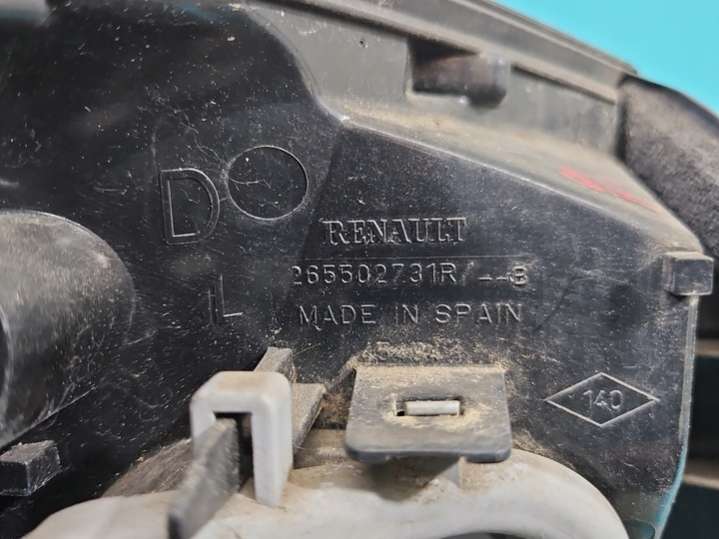 D
RENAULT
265502731R/--B
L
MADE IN SPAIN
140